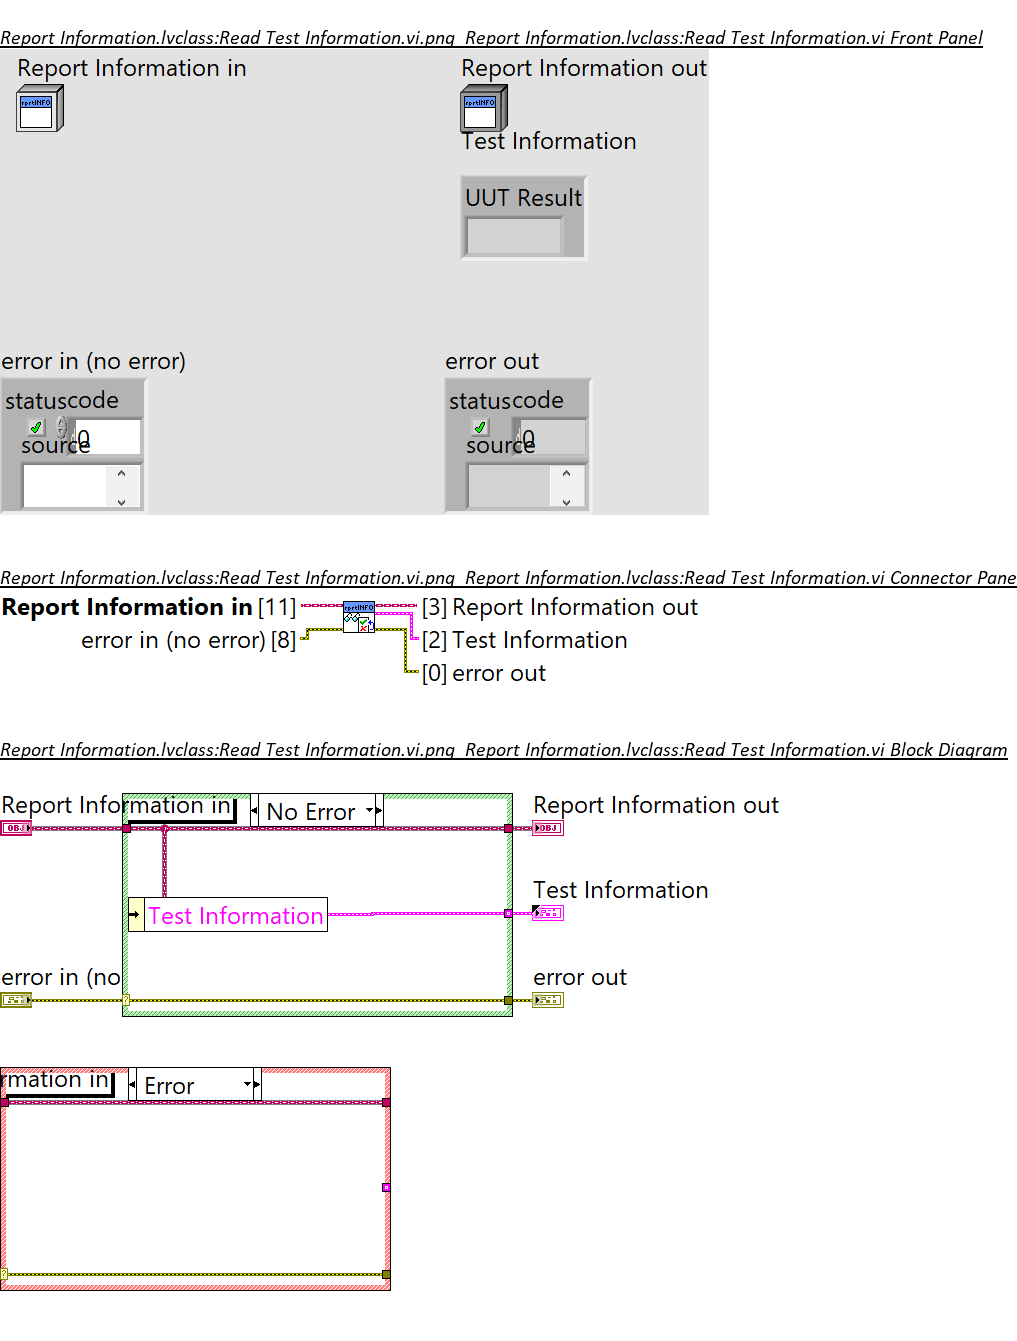 Report Information.lvclass:Read Test Information.vi.png Report Information.lvclass:Read Test Information.vi Front Panel
Report Information in
Report Information out
rprtINFO
rprtINFO
Test Information
UUT Result
error in (no error)
error out
status code
status code
0
0
source
source
Report Information.lvclass:Read Test Information.vi.png Report Information.lvclass:Read Test Information.vi Connector Pane
Report Information in [11]
rprtINFO
[3] Report Information out
error in (no error) [8]
[2] Test Information
[0] error out
Report Information.lvclass:Read Test Information.vi.png Report Information.lvclass:Read Test Information.vi Block Diagram
Report Information in
No Error
Report Information out
OBJ
OBJ
Test Information
Test Information
error in (no
error out
?
rmation in
Error
?